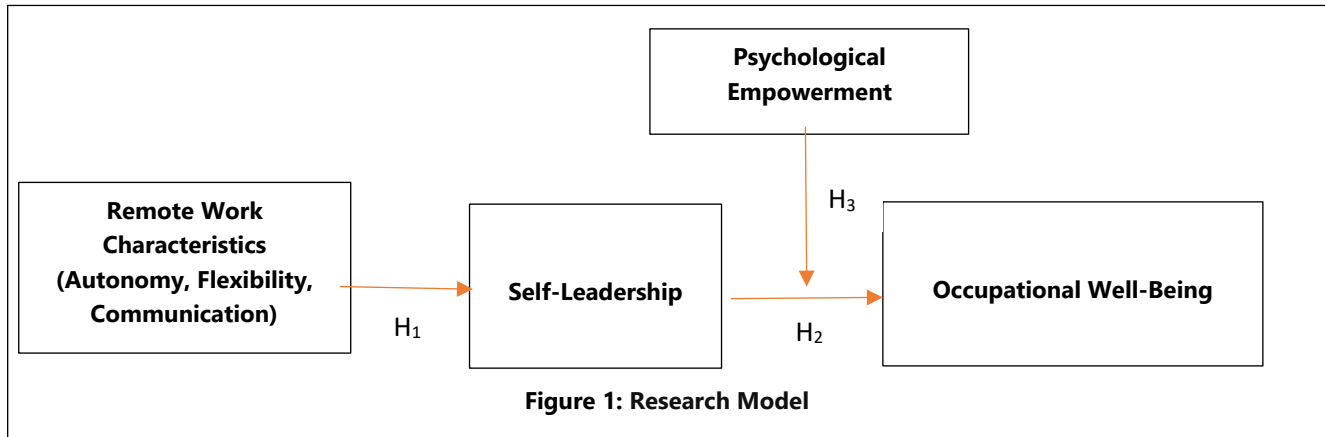 Psychological
Empowerment
H₃
Remote Work
Characteristics
(Autonomy, Flexibility,
Communication)
H₁
Self-Leadership
H₂
Occupational Well-Being
Figure 1: Research Model